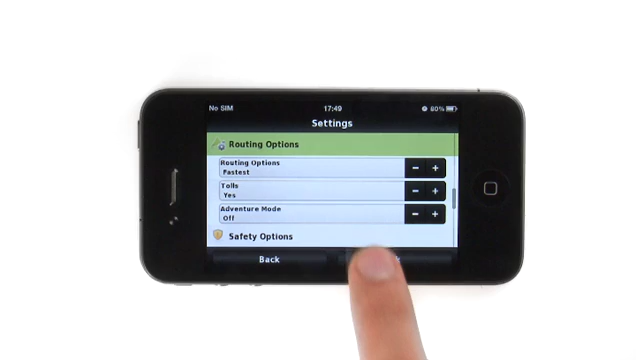 No SIM 17:49 80%
Settings
Routing Options
Routing Options
Fastest
Tolls
Yes
Adventure Mode
Off
Safety Options
Back